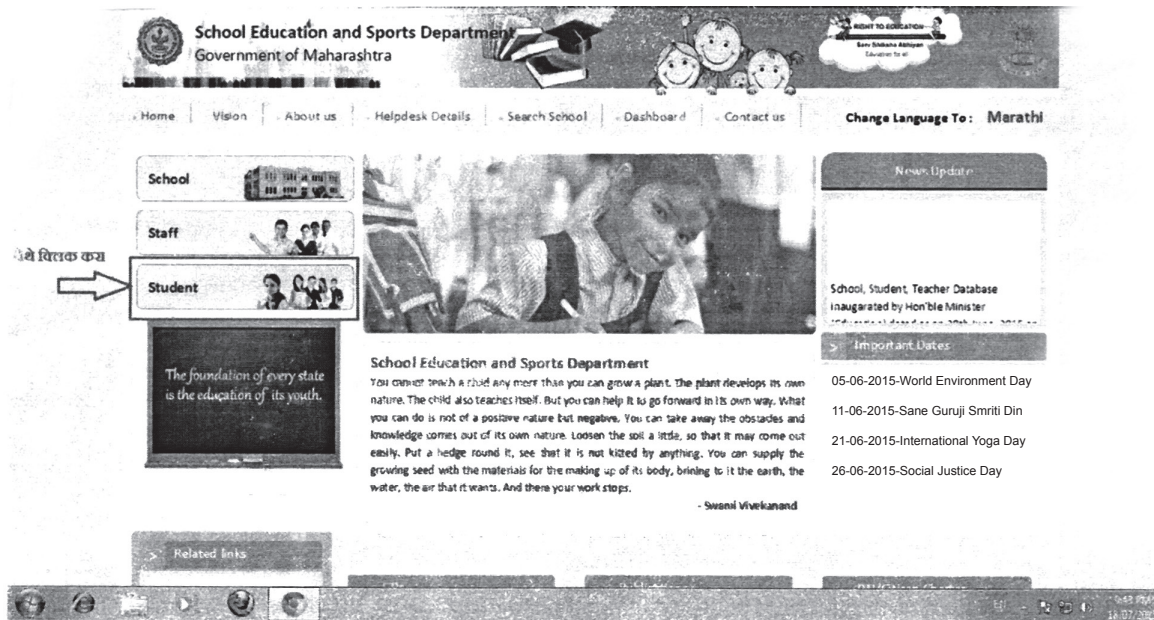 School Education and Sports Department
Government of Maharashtra
RIGHT TO EDUCATION
Sarv Shiksha Abhiyan
Education to all
Home Vision About us Helpdesk Details Search School Dashboard Contact us
Change Language To : Marathi
School
Staff
क्लिक करा
Student
The foundation of every state
is the education of its youth.
News Update
School, Student, Teacher Database
inaugarated by Hon'ble Minister
> Important Dates
05-06-2015-World Environment Day
11-06-2015-Sane Guruji Smriti Din
21-06-2015-International Yoga Day
26-06-2015-Social Justice Day
School Education and Sports Department
You cannot teach a child any more than you can grow a plant. The plant develops its own
nature. The child also teaches itself. But you can help it to go forward in its own way. What
you can do is not of a positive nature but negative. You can take away the obstacles and
knowledge comes out of its own nature. Loosen the soil a little, so that it may come out
easily. Put a hedge round it, see that it is not killed by anything. You can supply the
growing seed with the materials for the making up of its body, brining to it the earth, the
water, the air that it wants. And there your work stops.
- Swami Vivekanand
> Related links